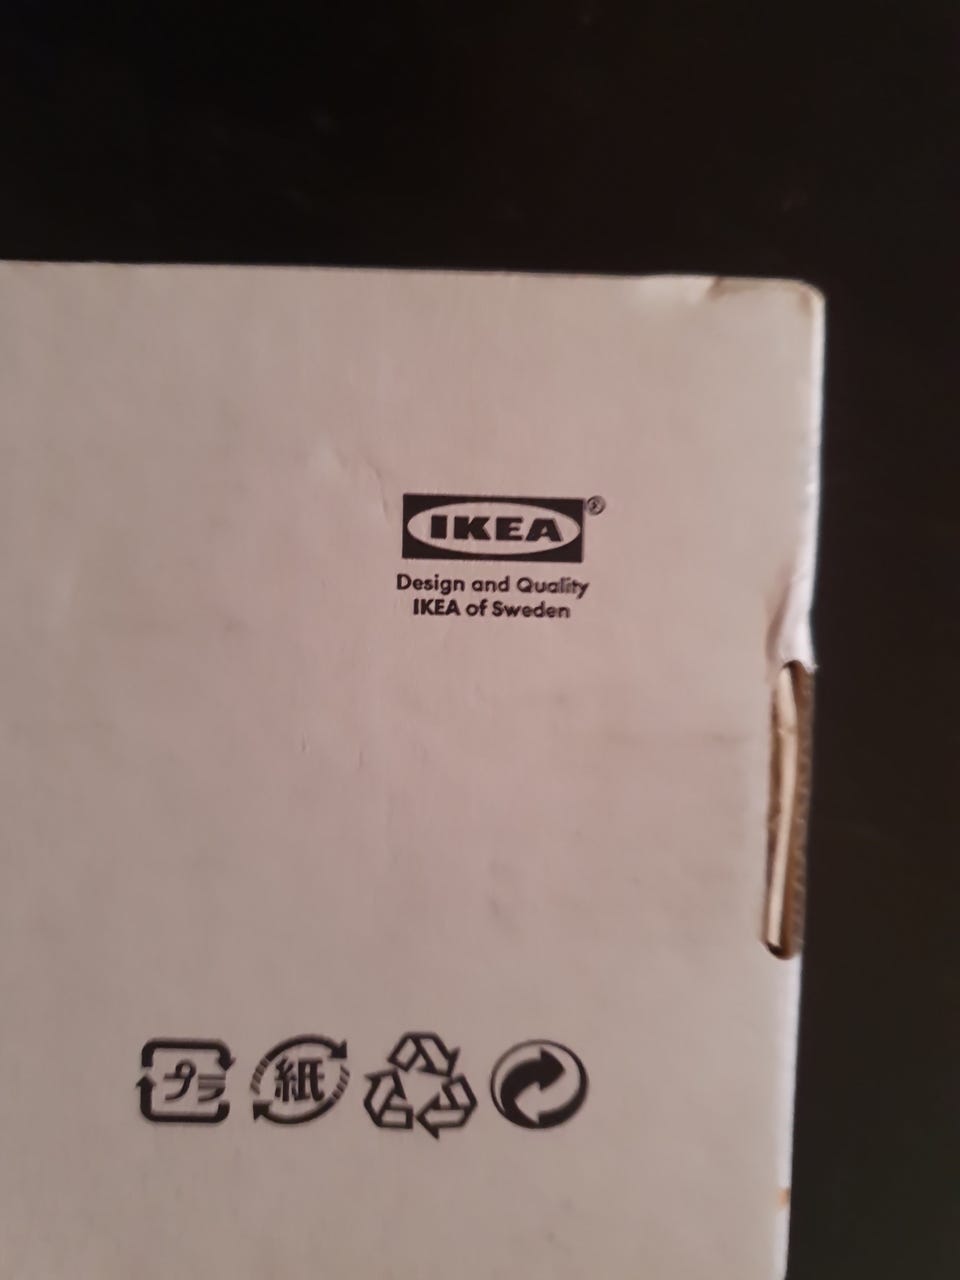 IKEA®
Design and Quality
IKEA of Sweden
プラ 紙